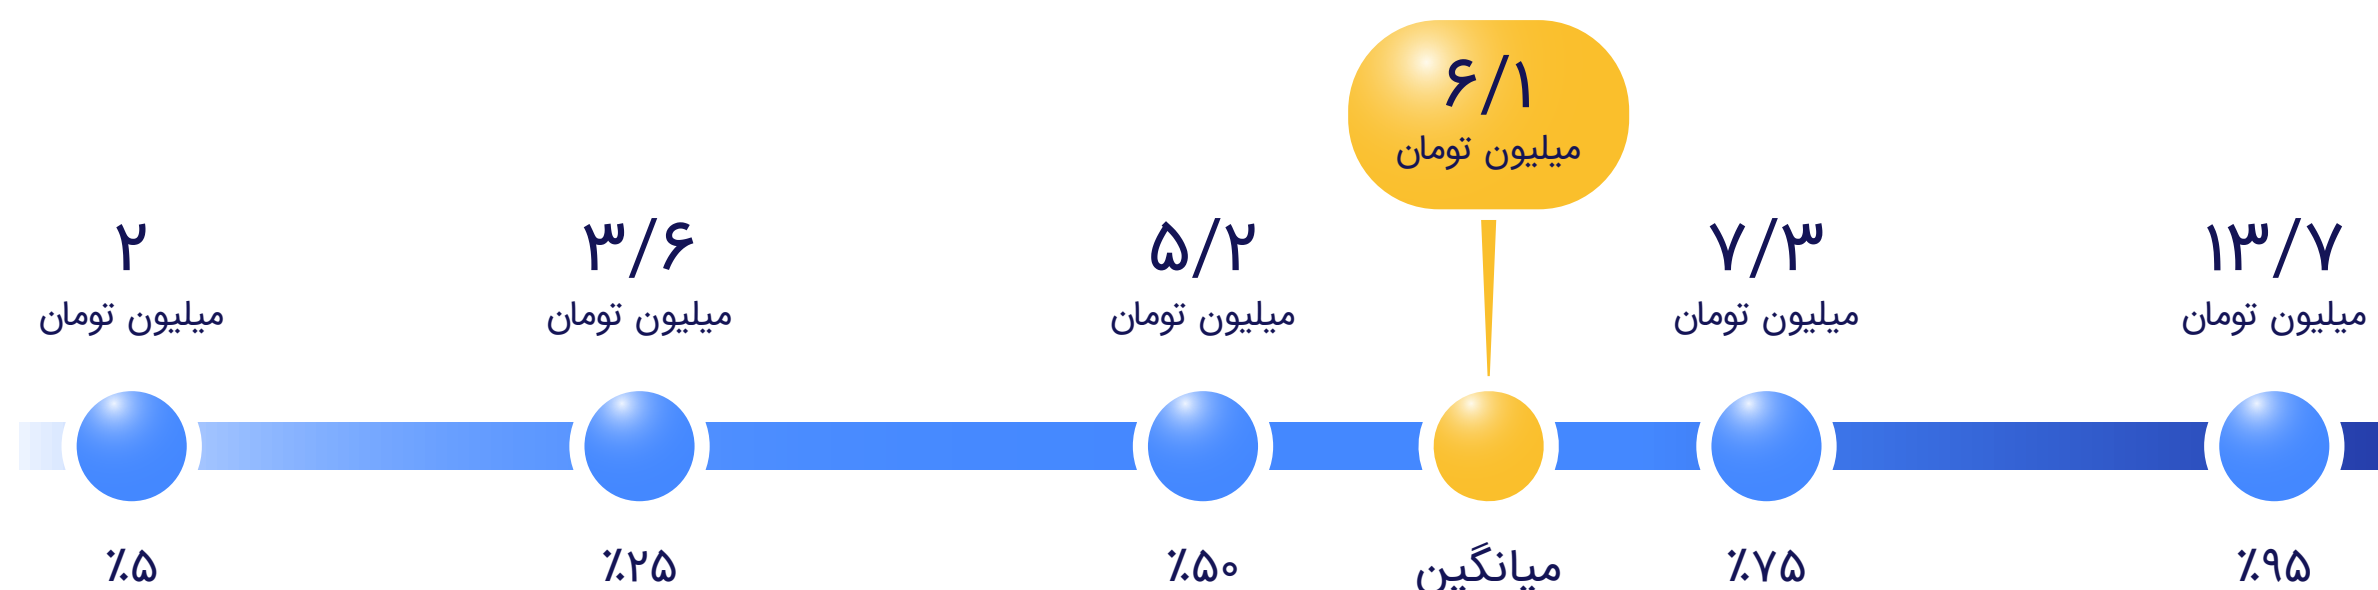 ۶/۱
میلیون تومان
۲
میلیون تومان
۳/۶
میلیون تومان
۵/۲
میلیون تومان
۷/۳
میلیون تومان
۱۳/۷
میلیون تومان
٪۵
٪۲۵
٪۵۰
میانگین
٪۷۵
٪۹۵